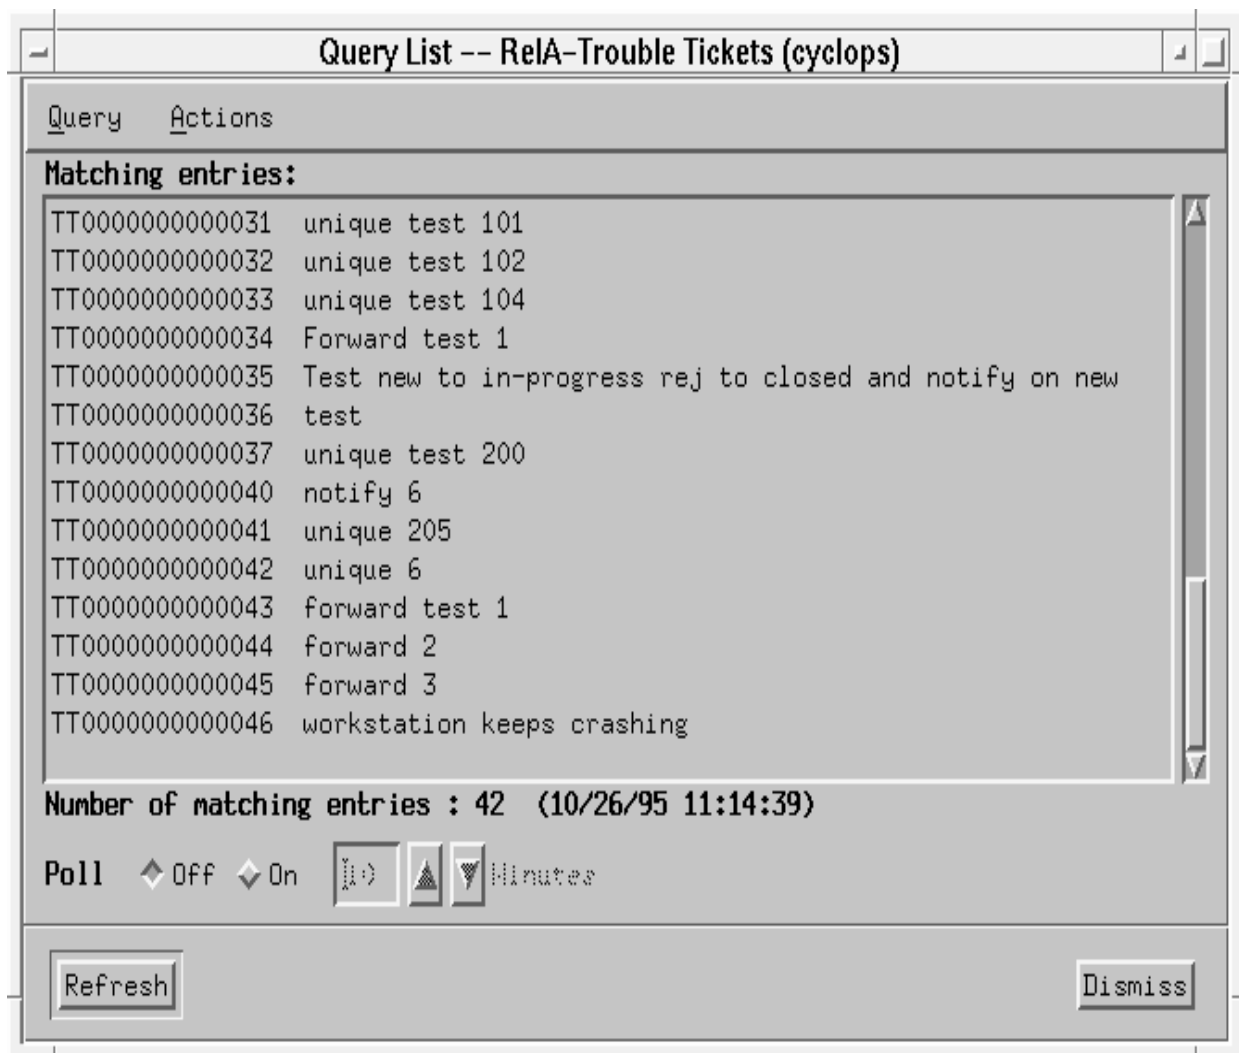 Query List -- RelA-Trouble Tickets (cyclops)
Query Actions
Matching entries:
TT0000000000031 unique test 101
TT0000000000032 unique test 102
TT0000000000033 unique test 104
TT0000000000034 Forward test 1
TT0000000000035 Test new to in-progress rej to closed and notify on new
TT0000000000036 test
TT0000000000037 unique test 200
TT0000000000040 notify 6
TT0000000000041 unique 205
TT0000000000042 unique 6
TT0000000000043 forward test 1
TT0000000000044 forward 2
TT0000000000045 forward 3
TT0000000000046 workstation keeps crashing
Number of matching entries : 42 (10/26/95 11:14:39)
Poll Off On Minutes
Refresh Dismiss